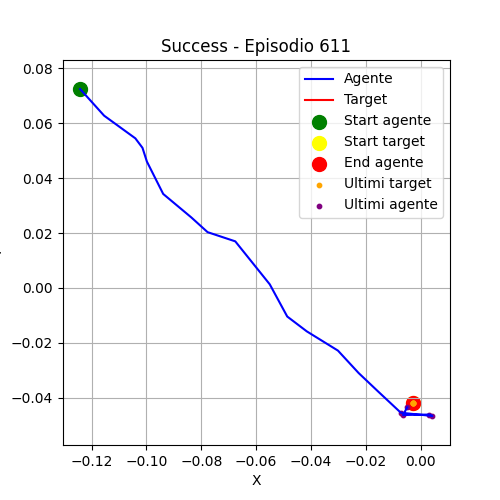 Success - Episodio 611
0.08
0.06
0.04
0.02
0.00
−0.02
−0.04
Agente
Target
Start agente
Start target
End agente
Ultimi target
Ultimi agente
−0.12
−0.10
−0.08
−0.06
−0.04
−0.02
0.00
X